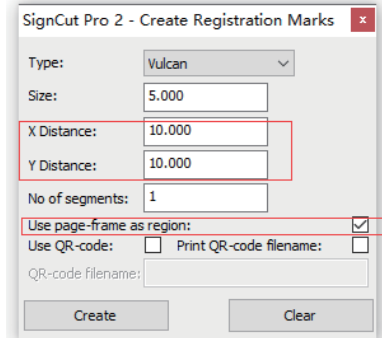 SignCut Pro 2 - Create Registration Marks x
Type: Vulcan
Size: 5.000
X Distance: 10.000
Y Distance: 10.000
No of segments: 1
Use page-frame as region:
Use QR-code: Print QR-code filename:
QR-code filename:
Create Clear